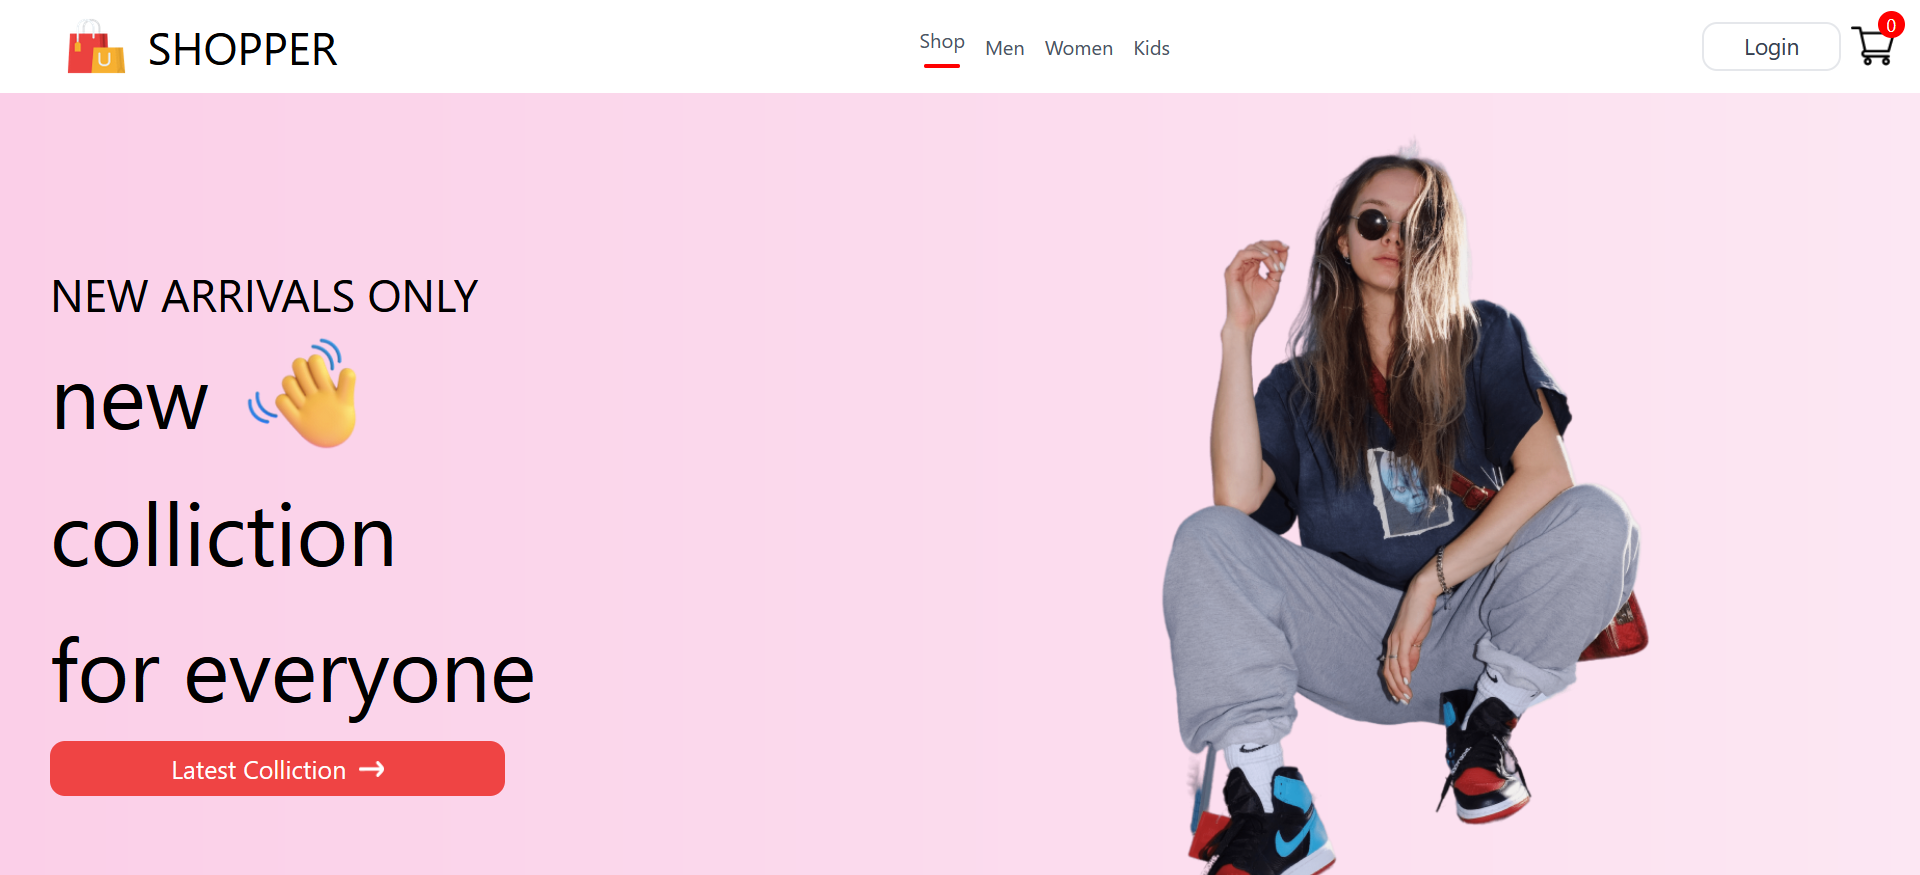 SHOPPER
Shop Men Women Kids
Login
0
NEW ARRIVALS ONLY
new
colliction
for everyone
Latest Colliction